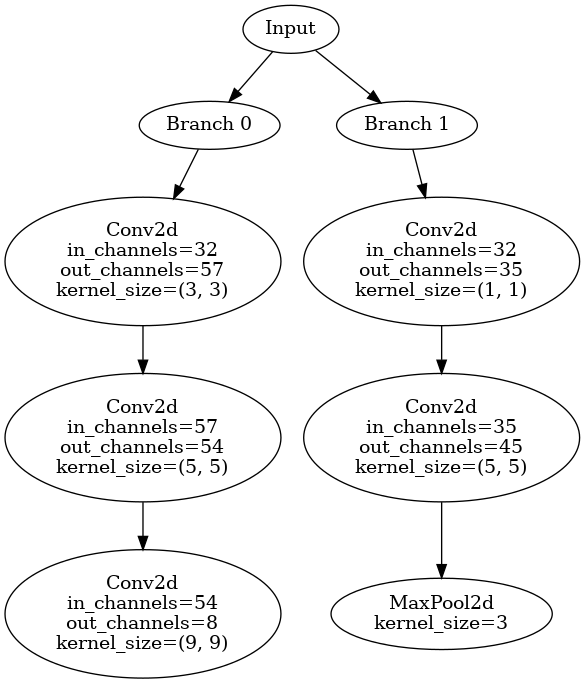 Input
Branch 0
Branch 1
Conv2d
in_channels=32
out_channels=57
kernel_size=(3, 3)
Conv2d
in_channels=32
out_channels=35
kernel_size=(1, 1)
Conv2d
in_channels=57
out_channels=54
kernel_size=(5, 5)
Conv2d
in_channels=35
out_channels=45
kernel_size=(5, 5)
Conv2d
in_channels=54
out_channels=8
kernel_size=(9, 9)
MaxPool2d
kernel_size=3